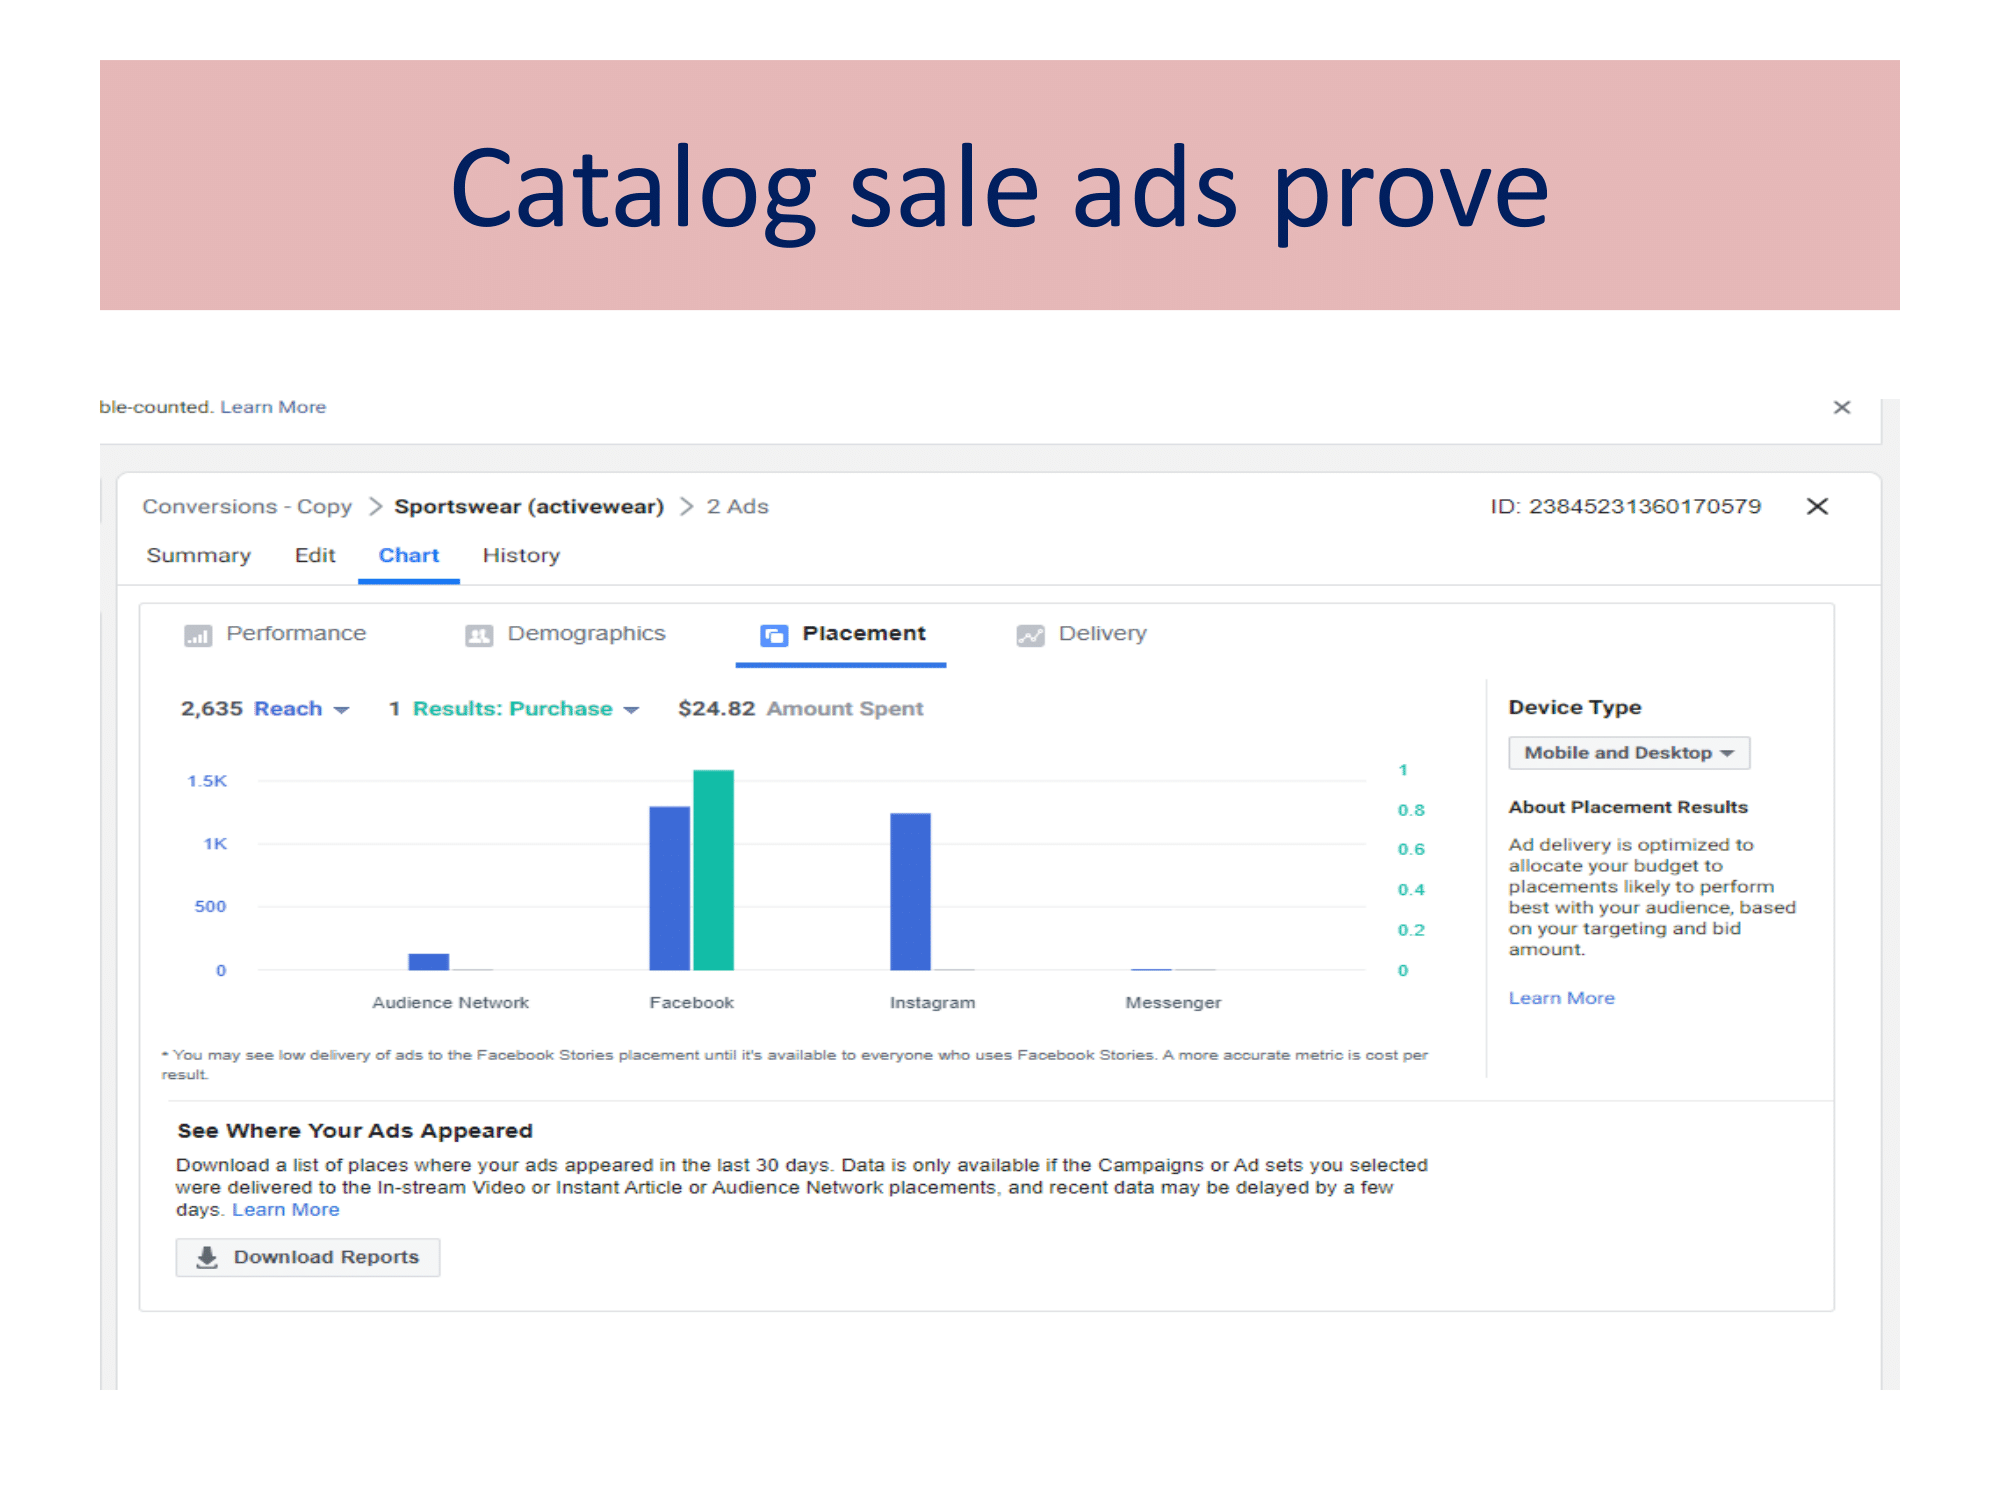 Catalog sale ads prove
ble-counted. Learn More
Conversions - Copy > Sportswear (activewear) > 2 Ads
ID: 23845231360170579
Summary Edit Chart History
Performance Demographics Placement Delivery
2,635 Reach 1 Results: Purchase $24.82 Amount Spent
1.5K
1K
500
0
1
0.8
0.6
0.4
0.2
0
Audience Network Facebook Instagram Messenger
* You may see low delivery of ads to the Facebook Stories placement until it's available to everyone who uses Facebook Stories. A more accurate metric is cost per
result.
Device Type
Mobile and Desktop
About Placement Results
Ad delivery is optimized to
allocate your budget to
placements likely to perform
best with your audience, based
on your targeting and bid
amount.
Learn More
See Where Your Ads Appeared
Download a list of places where your ads appeared in the last 30 days. Data is only available if the Campaigns or Ad sets you selected
were delivered to the In-stream Video or Instant Article or Audience Network placements, and recent data may be delayed by a few
days. Learn More
Download Reports